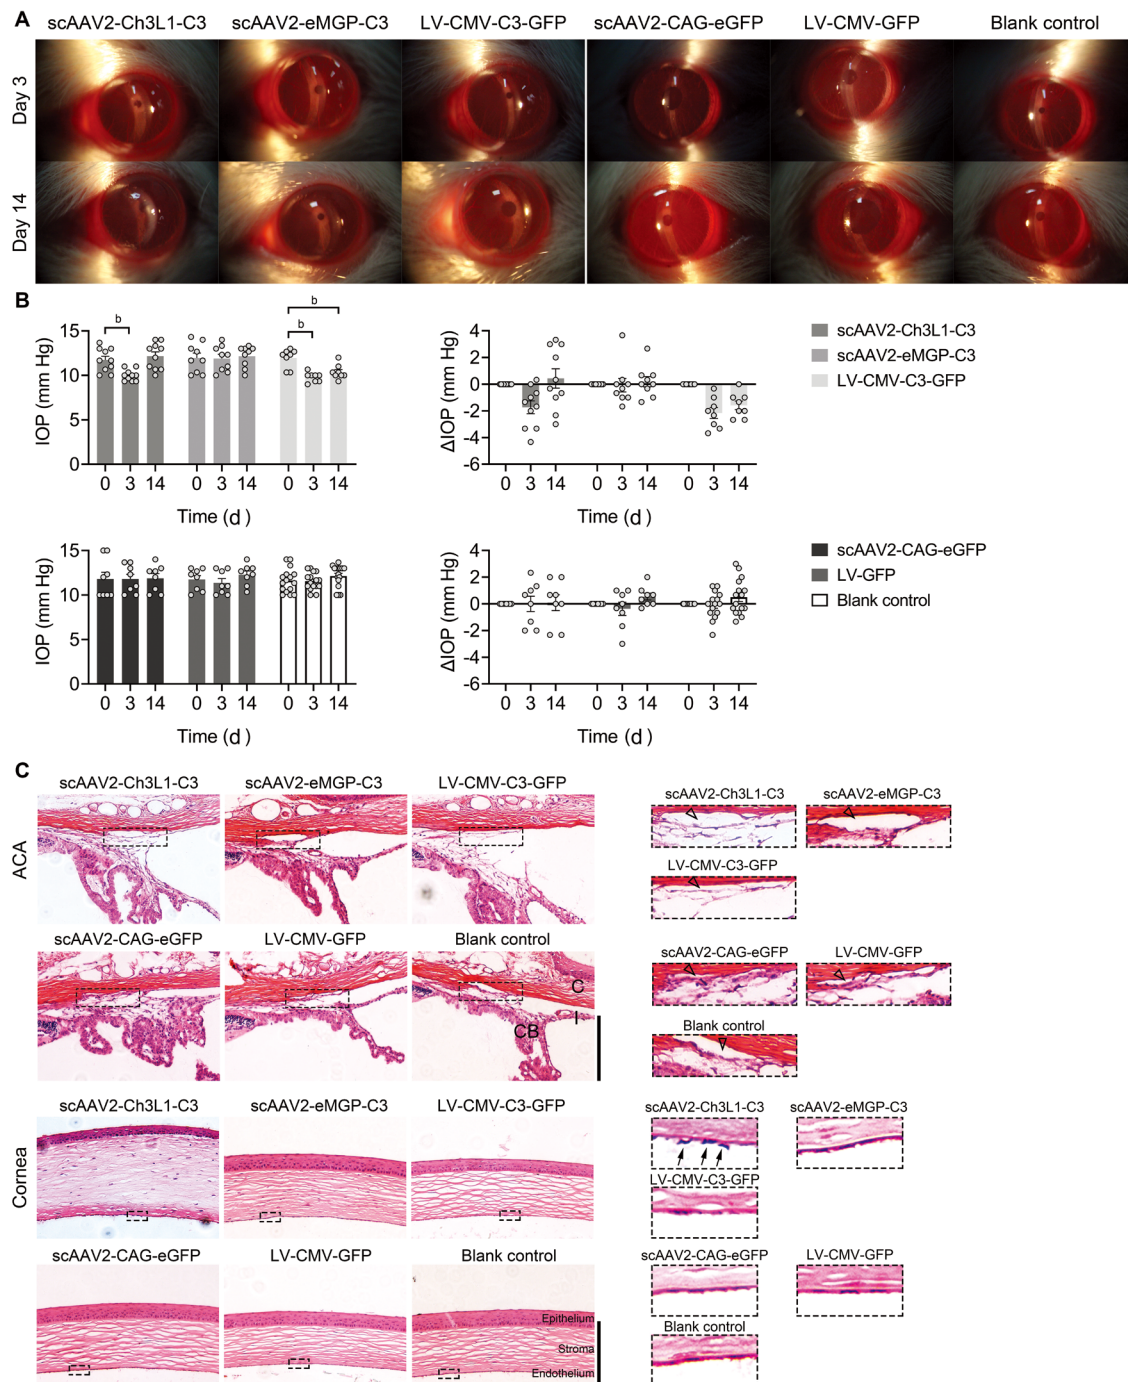 A
scAAV2-Ch3L1-C3 scAAV2-eMGP-C3 LV-CMV-C3-GFP scAAV2-CAG-eGFP LV-CMV-GFP Blank control
Day 3
Day 14
B
b
b
b
15
10
5
0
IOP (mm Hg)
0 3 14 0 3 14 0 3 14
Time (d)
4
2
0
-2
-4
-6
ΔIOP (mm Hg)
0 3 14 0 3 14 0 3 14
Time (d)
scAAV2-Ch3L1-C3
scAAV2-eMGP-C3
LV-CMV-C3-GFP
15
10
5
0
IOP (mm Hg)
0 3 14 0 3 14 0 3 14
Time (d)
4
2
0
-2
-4
-6
ΔIOP (mm Hg)
0 3 14 0 3 14 0 3 14
Time (d)
scAAV2-CAG-eGFP
LV-GFP
Blank control
C
ACA
scAAV2-Ch3L1-C3 scAAV2-eMGP-C3 LV-CMV-C3-GFP
scAAV2-Ch3L1-C3 scAAV2-eMGP-C3
LV-CMV-C3-GFP
scAAV2-CAG-eGFP LV-CMV-GFP Blank control
C
I
CB
scAAV2-CAG-eGFP LV-CMV-GFP
Blank control
Cornea
scAAV2-Ch3L1-C3 scAAV2-eMGP-C3 LV-CMV-C3-GFP
scAAV2-Ch3L1-C3 scAAV2-eMGP-C3
LV-CMV-C3-GFP
scAAV2-CAG-eGFP LV-CMV-GFP Blank control
Epithelium
Stroma
Endothelium
scAAV2-CAG-eGFP LV-CMV-GFP
Blank control